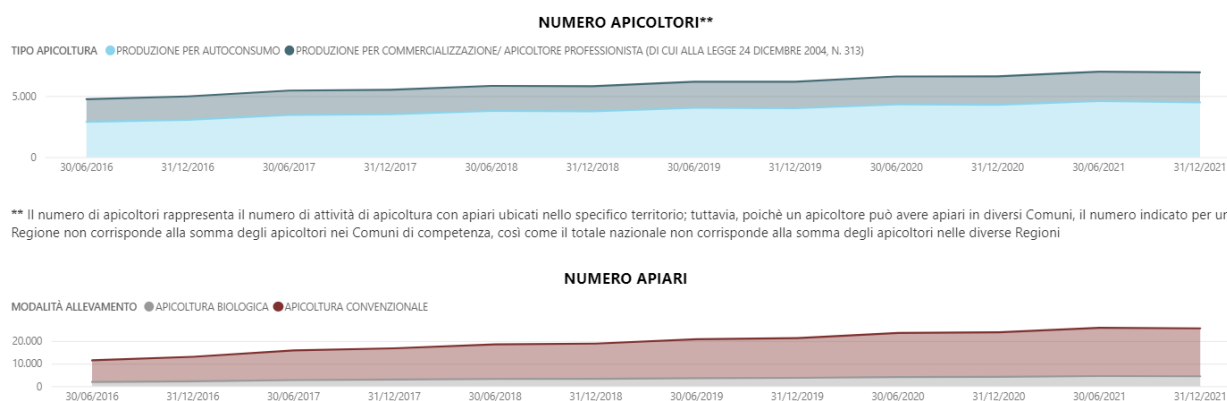 NUMERO APICOLTORI**
TIPO APICOLTURA PRODUZIONE PER AUTOCONSUMO PRODUZIONE PER COMMERCIALIZZAZIONE/ APICOLTORE PROFESSIONISTA (DI CUI ALLA LEGGE 24 DICEMBRE 2004, N. 313)
5.000
0
30/06/2016 31/12/2016 30/06/2017 31/12/2017 30/06/2018 31/12/2018 30/06/2019 31/12/2019 30/06/2020 31/12/2020 30/06/2021 31/12/2021
** Il numero di apicoltori rappresenta il numero di attività di apicoltura con apiari ubicati nello specifico territorio; tuttavia, poichè un apicoltore può avere apiari in diversi Comuni, il numero indicato per
Regione non corrisponde alla somma degli apicoltori nei Comuni di competenza, così come il totale nazionale non corrisponde alla somma degli apicoltori nelle diverse Regioni
NUMERO APIARI
MODALITÀ ALLEVAMENTO APICOLTURA BIOLOGICA APICOLTURA CONVENZIONALE
20.000
10.000
0
30/06/2016 31/12/2016 30/06/2017 31/12/2017 30/06/2018 31/12/2018 30/06/2019 31/12/2019 30/06/2020 31/12/2020 30/06/2021 31/12/2021